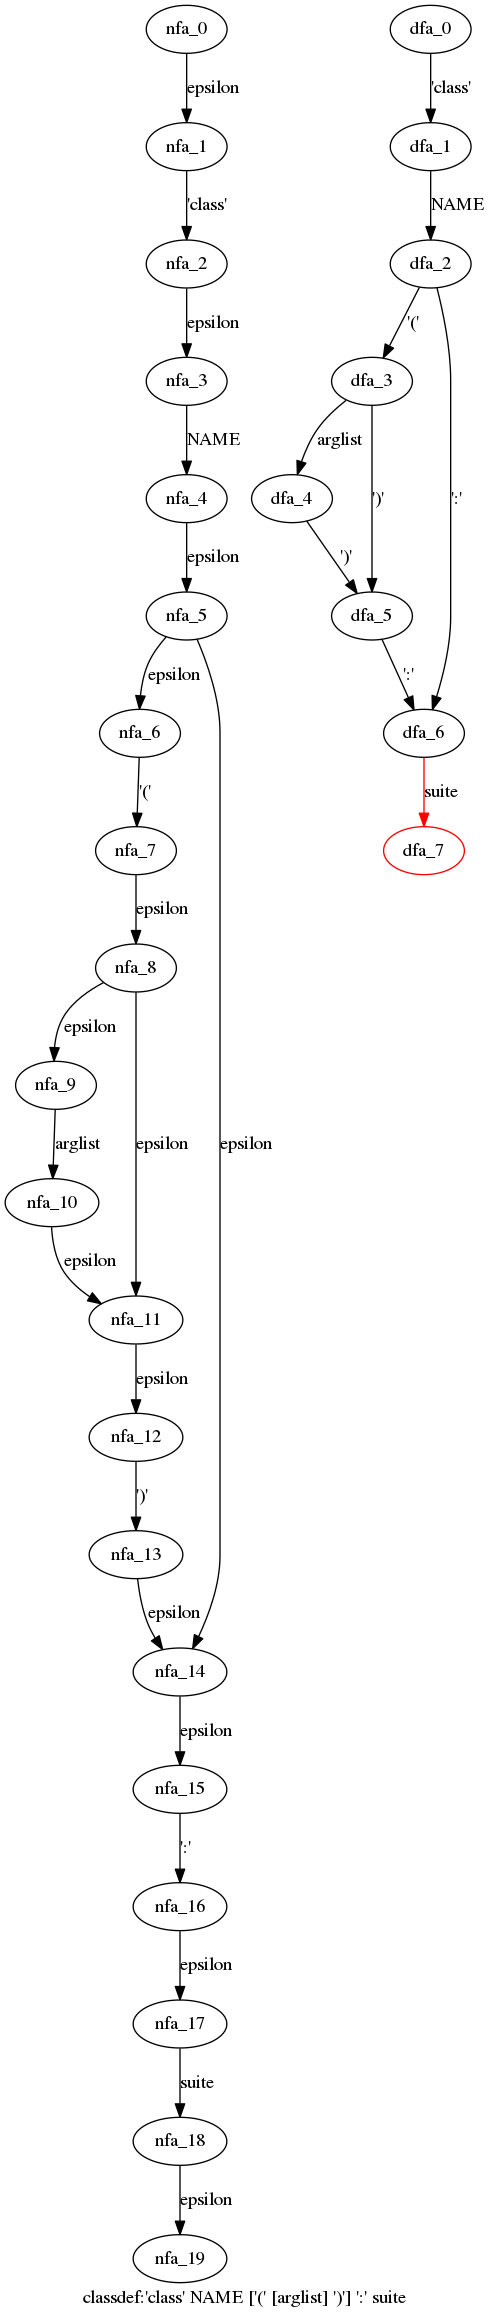 nfa_0
epsilon
nfa_1
'class'
nfa_2
epsilon
nfa_3
NAME
nfa_4
epsilon
nfa_5
epsilon
nfa_6
'('
nfa_7
epsilon
nfa_8
epsilon
nfa_9
arglist
epsilon
epsilon
nfa_10
epsilon
nfa_11
epsilon
nfa_12
')'
nfa_13
epsilon
nfa_14
epsilon
nfa_15
':'
nfa_16
epsilon
nfa_17
suite
nfa_18
epsilon
nfa_19
dfa_0
'class'
dfa_1
NAME
dfa_2
'('
dfa_3
arglist
dfa_4
')'
':'
')'
dfa_5
':'
dfa_6
suite
dfa_7
classdef:'class' NAME ['(' [arglist] ')'] ':' suite